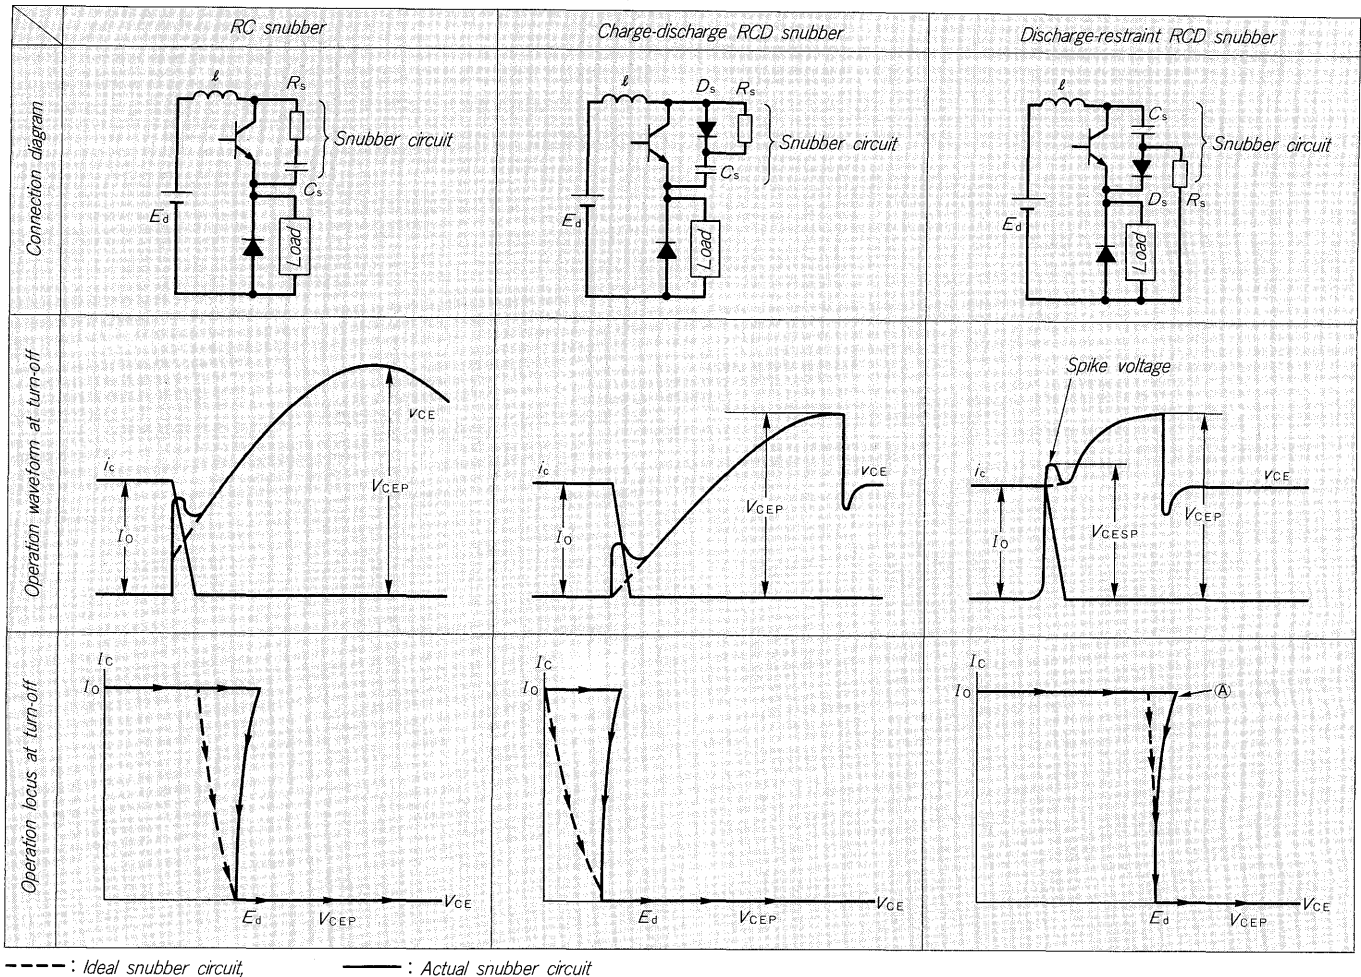 RC snubber
Charge-discharge RCD snubber
Discharge-restraint RCD snubber
Connection diagram
ℓ
Rs
Snubber circuit
Cs
Ed
Load
ℓ
Ds
Rs
Snubber circuit
Cs
Ed
Load
ℓ
Cs
Snubber circuit
Ds
Rs
Ed
Load
Operation waveform at turn-off
ic
IO
vCE
VCEP
ic
IO
VCEP
vCE
Spike voltage
ic
IO
VCESP
VCEP
vCE
Operation locus at turn-off
IC
IO
Ed
VCEP
VCE
IC
IO
Ed
VCEP
VCE
IC
IO
Ⓐ
Ed
VCEP
VCE
: Ideal snubber circuit,
: Actual snubber circuit